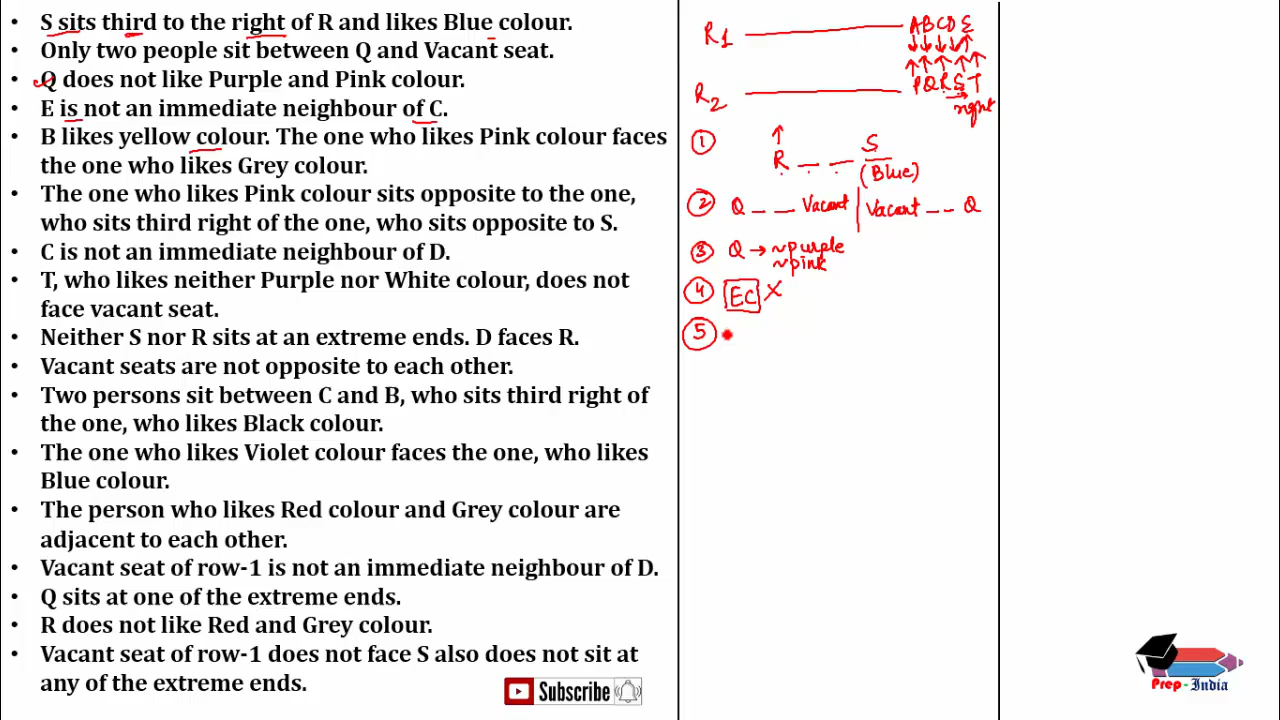 • S sits third to the right of R and likes Blue colour.
• Only two people sit between Q and Vacant seat.
• Q does not like Purple and Pink colour.
• E is not an immediate neighbour of C.
• B likes yellow colour. The one who likes Pink colour faces
the one who likes Grey colour.
• The one who likes Pink colour sits opposite to the one,
who sits third right of the one, who sits opposite to S.
• C is not an immediate neighbour of D.
• T, who likes neither Purple nor White colour, does not
face vacant seat.
• Neither S nor R sits at an extreme ends. D faces R.
• Vacant seats are not opposite to each other.
• Two persons sit between C and B, who sits third right of
the one, who likes Black colour.
• The one who likes Violet colour faces the one, who likes
Blue colour.
• The person who likes Red colour and Grey colour are
adjacent to each other.
• Vacant seat of row-1 is not an immediate neighbour of D.
• Q sits at one of the extreme ends.
• R does not like Red and Grey colour.
• Vacant seat of row-1 does not face S also does not sit at
any of the extreme ends.
Subscribe
R1 A B C D E
R2 P Q R S T
right
① R _ _ S
(Blue)
② Q _ _ Vacant | Vacant _ _ Q
③ Q → ~purple
~pink
④ EC ×
⑤
Prep-India